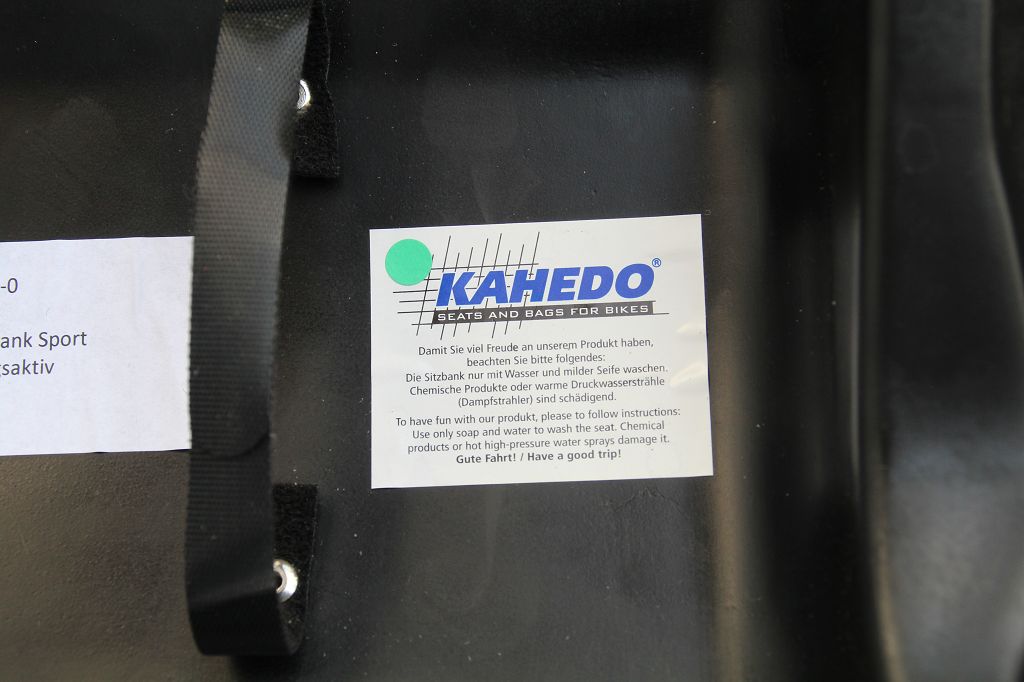 -0
ank Sport
gsaktiv
KAHEDO®
SEATS AND BAGS FOR BIKES
Damit Sie viel Freude an unserem Produkt haben,
beachten Sie bitte folgendes:
Die Sitzbank nur mit Wasser und milder Seife waschen.
Chemische Produkte oder warme Druckwassersträhle
(Dampfstrahler) sind schädigend.
To have fun with our produkt, please to follow instructions:
Use only soap and water to wash the seat. Chemical
products or hot high-pressure water sprays damage it.
Gute Fahrt! / Have a good trip!